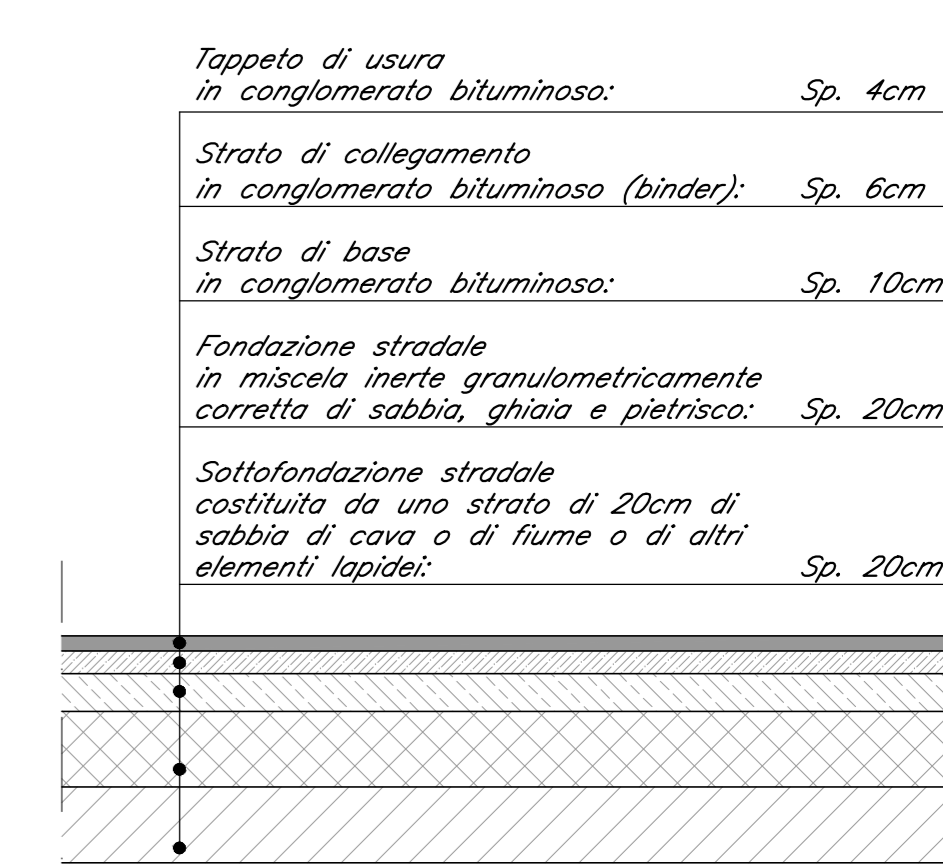 Tappeto di usura
in conglomerato bituminoso: Sp. 4cm
Strato di collegamento
in conglomerato bituminoso (binder): Sp. 6cm
Strato di base
in conglomerato bituminoso: Sp. 10cm
Fondazione stradale
in miscela inerte granulometricamente
corretta di sabbia, ghiaia e pietrisco: Sp. 20cm
Sottofondazione stradale
costituita da uno strato di 20cm di
sabbia di cava o di fiume o di altri
elementi lapidei: Sp. 20cm